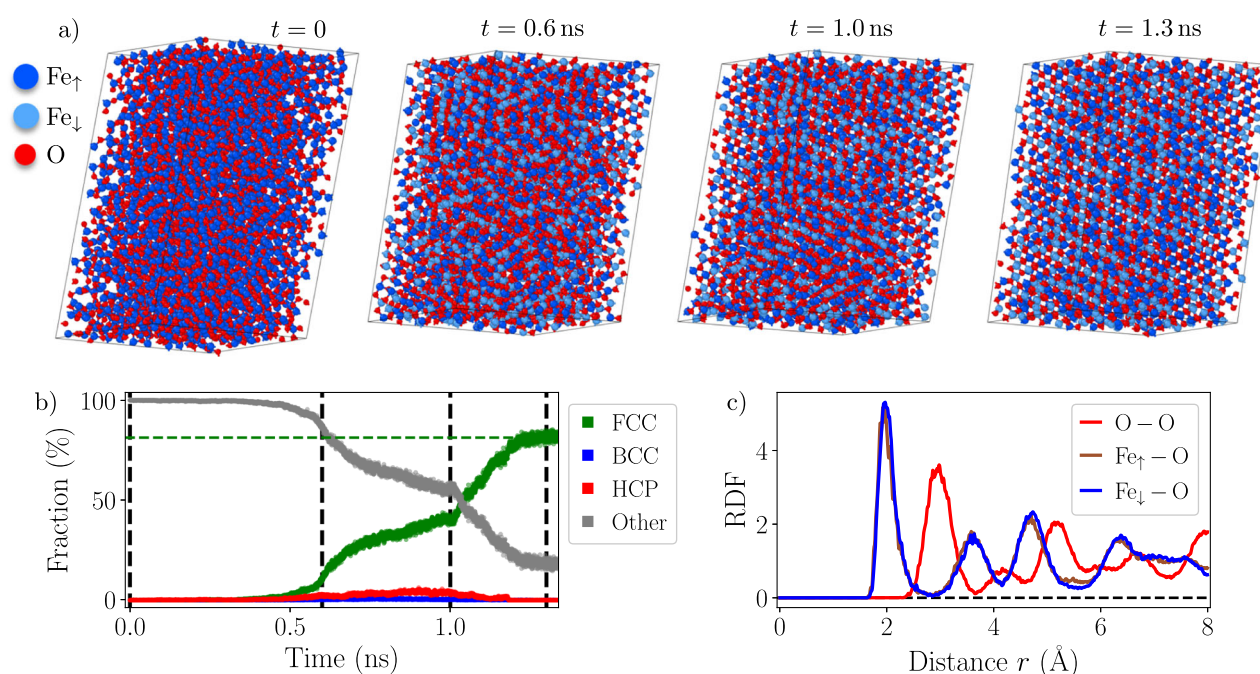 a)
t = 0
t = 0.6 ns
t = 1.0 ns
t = 1.3 ns
Fe↑
Fe↓
O
b)
100
50
0
Fraction (%)
0.0
0.5
1.0
Time (ns)
FCC
BCC
HCP
Other
c)
4
2
0
RDF
0
2
4
6
8
Distance r (Å)
O – O
Fe↑ – O
Fe↓ – O